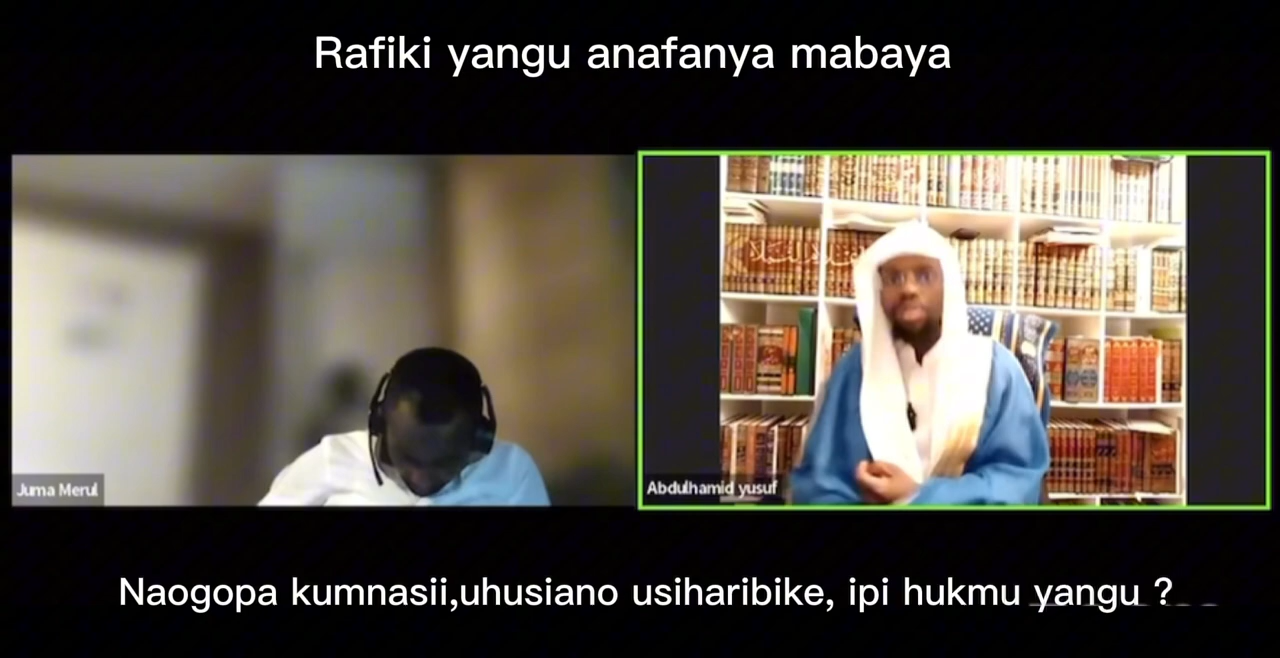 Rafiki yangu anafanya mabaya
Juma Merul
Abdulhamid yusuf
Naogopa kumnasii,uhusiano usiharibike, ipi hukmu yangu ?